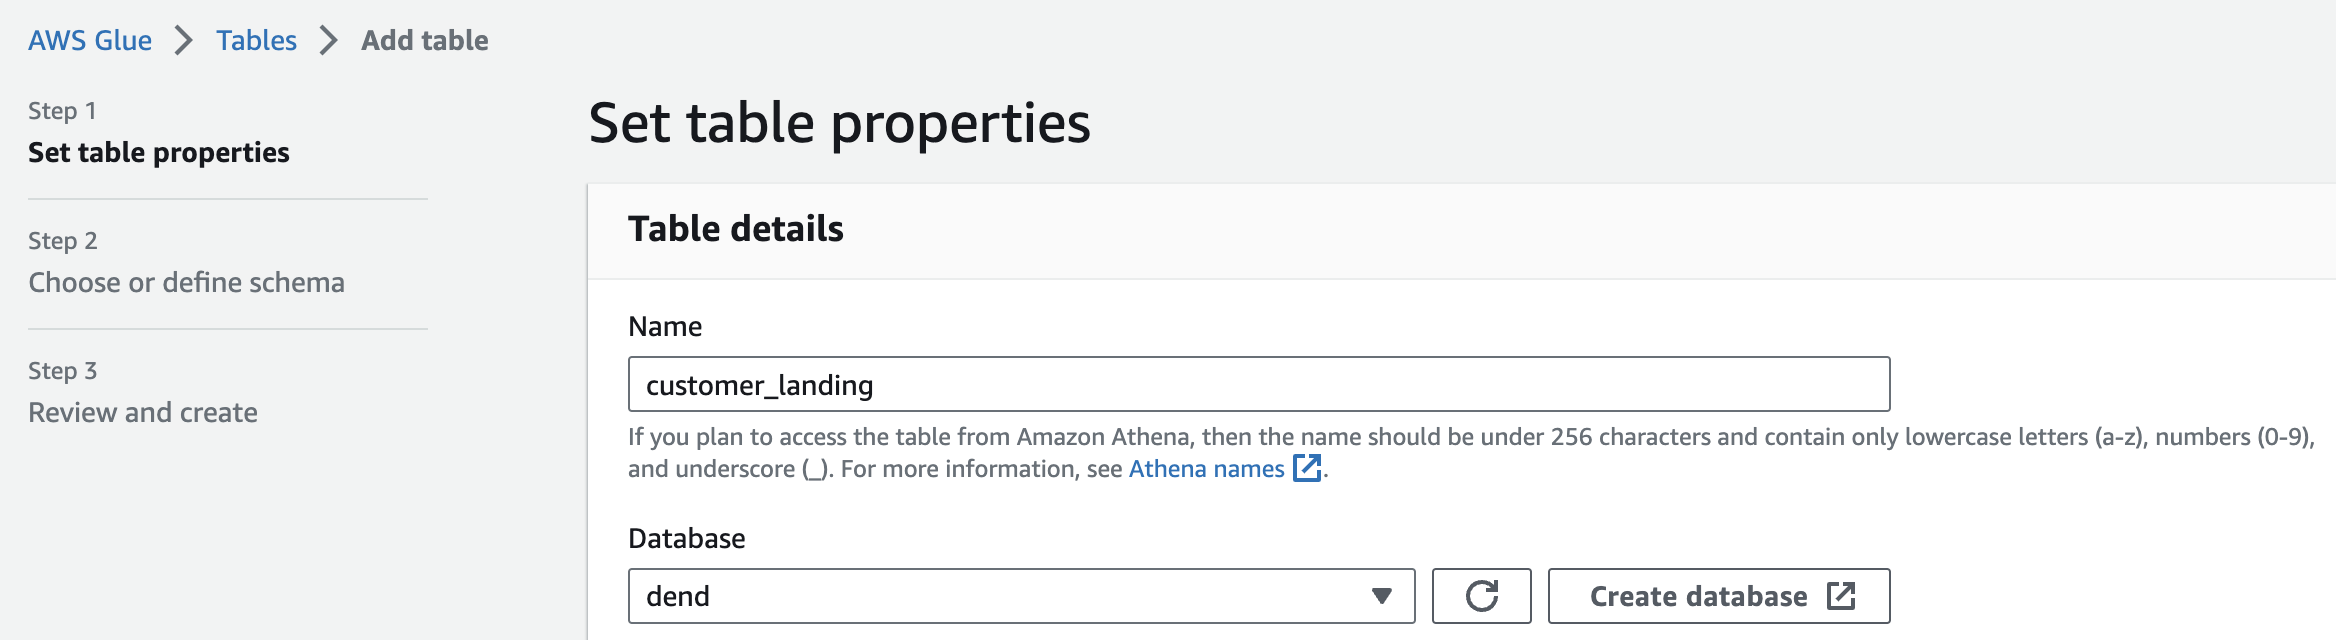 AWS Glue > Tables > Add table
Step 1
Set table properties
Step 2
Choose or define schema
Step 3
Review and create
Set table properties
Table details
Name
customer_landing
If you plan to access the table from Amazon Athena, then the name should be under 256 characters and contain only lowercase letters (a-z), numbers (0-9),
and underscore (_). For more information, see Athena names .
Database
dend
Create database